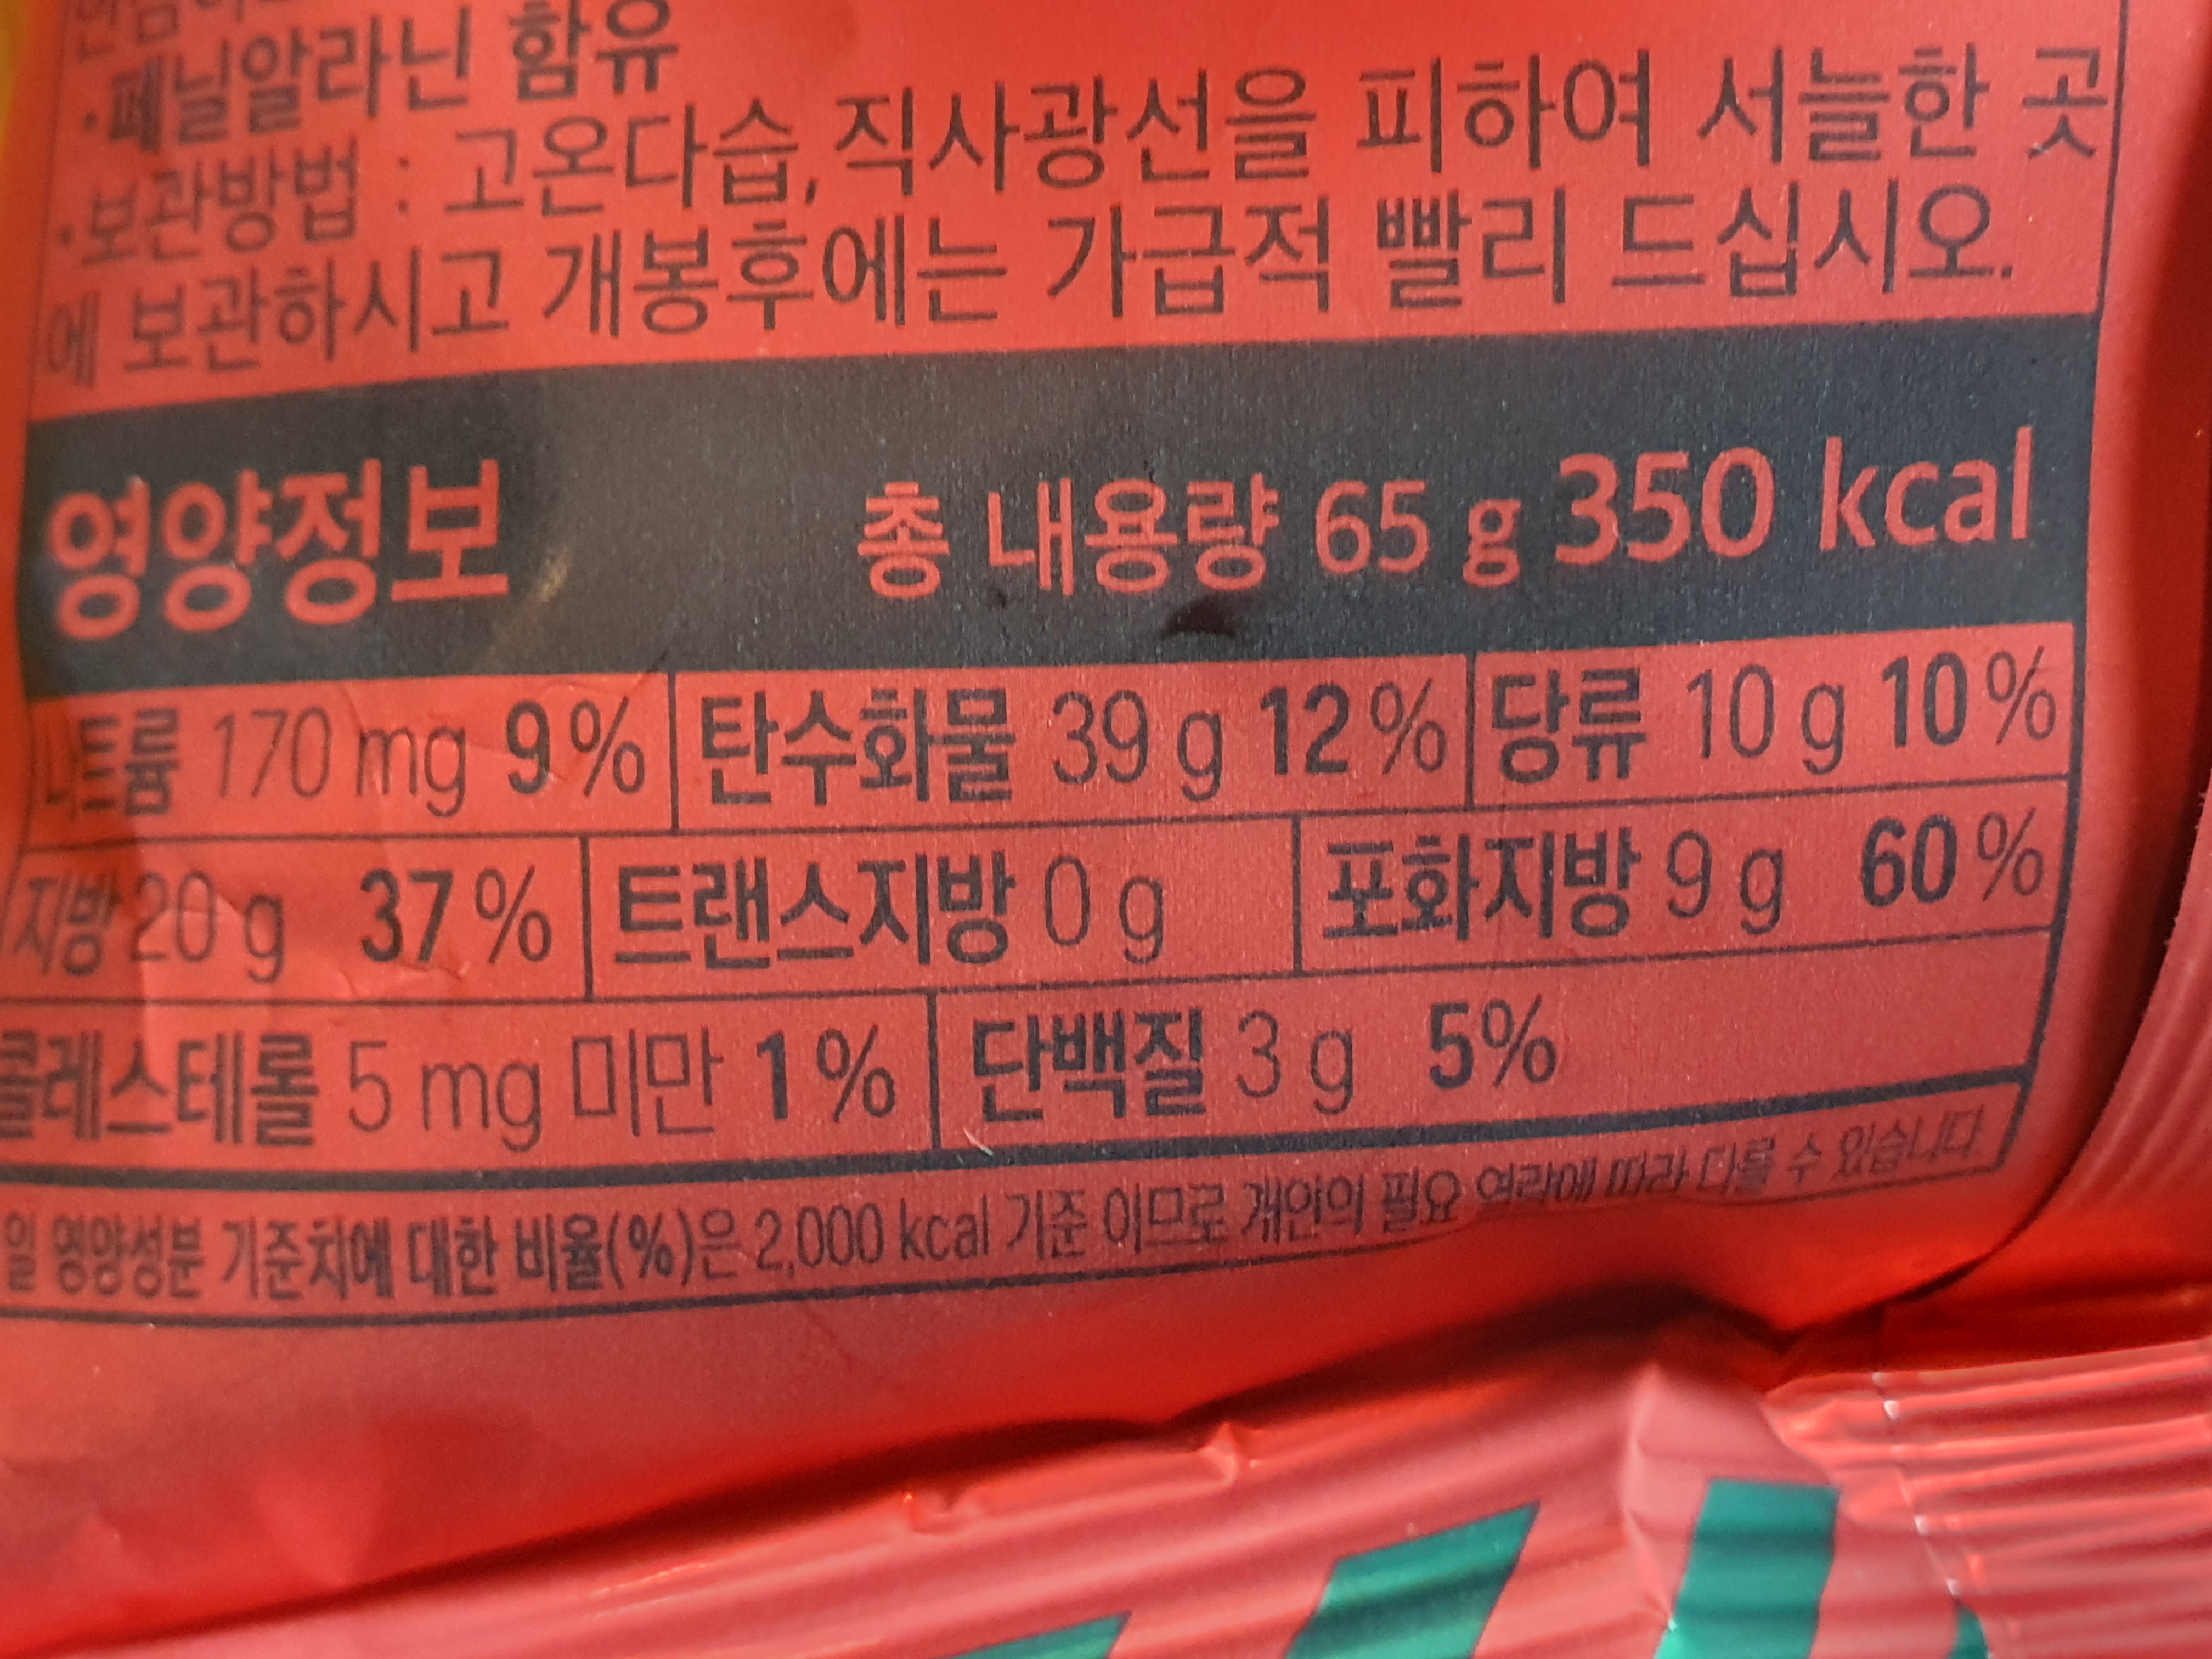 ·페닐알라닌 함유
·보관방법 : 고온다습, 직사광선을 피하여 서늘한 곳
에 보관하시고 개봉후에는 가급적 빨리 드십시오.
영양정보 총 내용량 65 g 350 kcal
나트륨 170 mg 9% 탄수화물 39 g 12% 당류 10 g 10%
지방 20 g 37% 트랜스지방 0 g 포화지방 9 g 60%
콜레스테롤 5 mg 미만 1% 단백질 3 g 5%
일 영양성분 기준치에 대한 비율(%)은 2,000 kcal 기준 이므로 개인의 필요 열량에 따라 다를 수 있습니다.